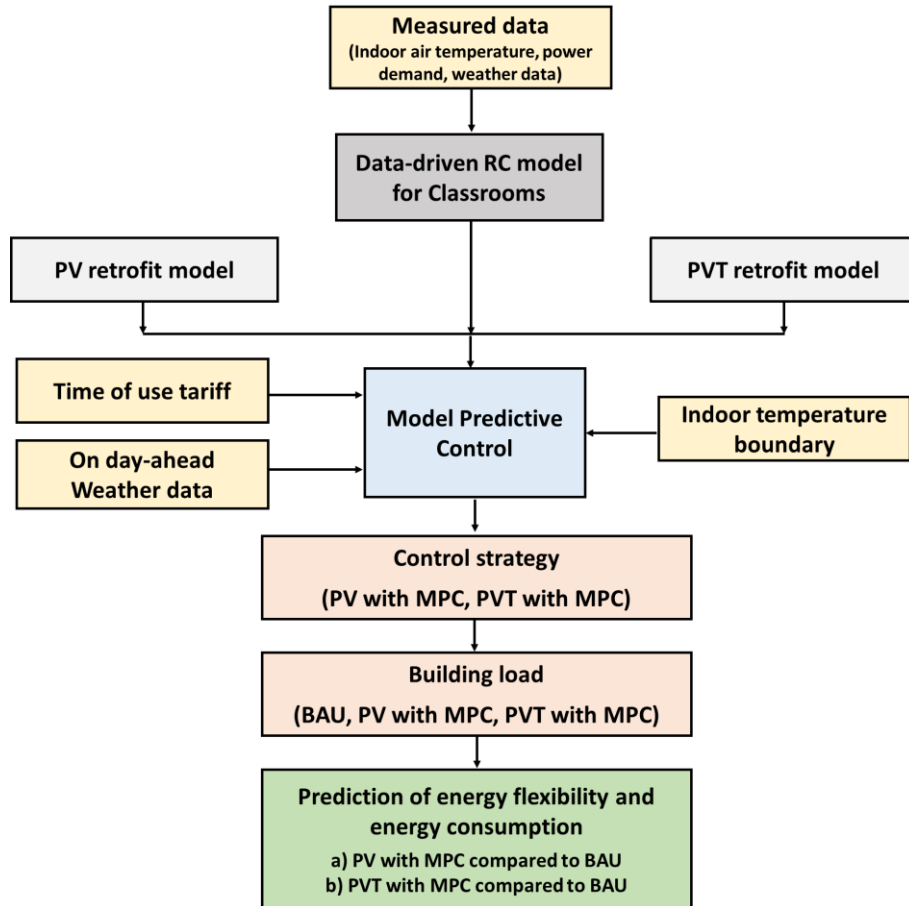 Measured data
(Indoor air temperature, power
demand, weather data)
Data-driven RC model
for Classrooms
PV retrofit model
PVT retrofit model
Time of use tariff
On day-ahead
Weather data
Model Predictive
Control
Indoor temperature
boundary
Control strategy
(PV with MPC, PVT with MPC)
Building load
(BAU, PV with MPC, PVT with MPC)
Prediction of energy flexibility and
energy consumption
a) PV with MPC compared to BAU
b) PVT with MPC compared to BAU